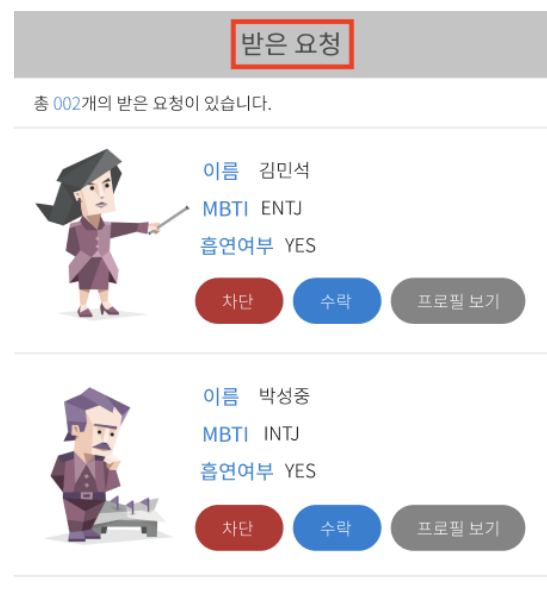 받은 요청
총 002개의 받은 요청이 있습니다.
이름 김민석
MBTI ENTJ
흡연여부 YES
차단 수락 프로필 보기
이름 박성중
MBTI INTJ
흡연여부 YES
차단 수락 프로필 보기